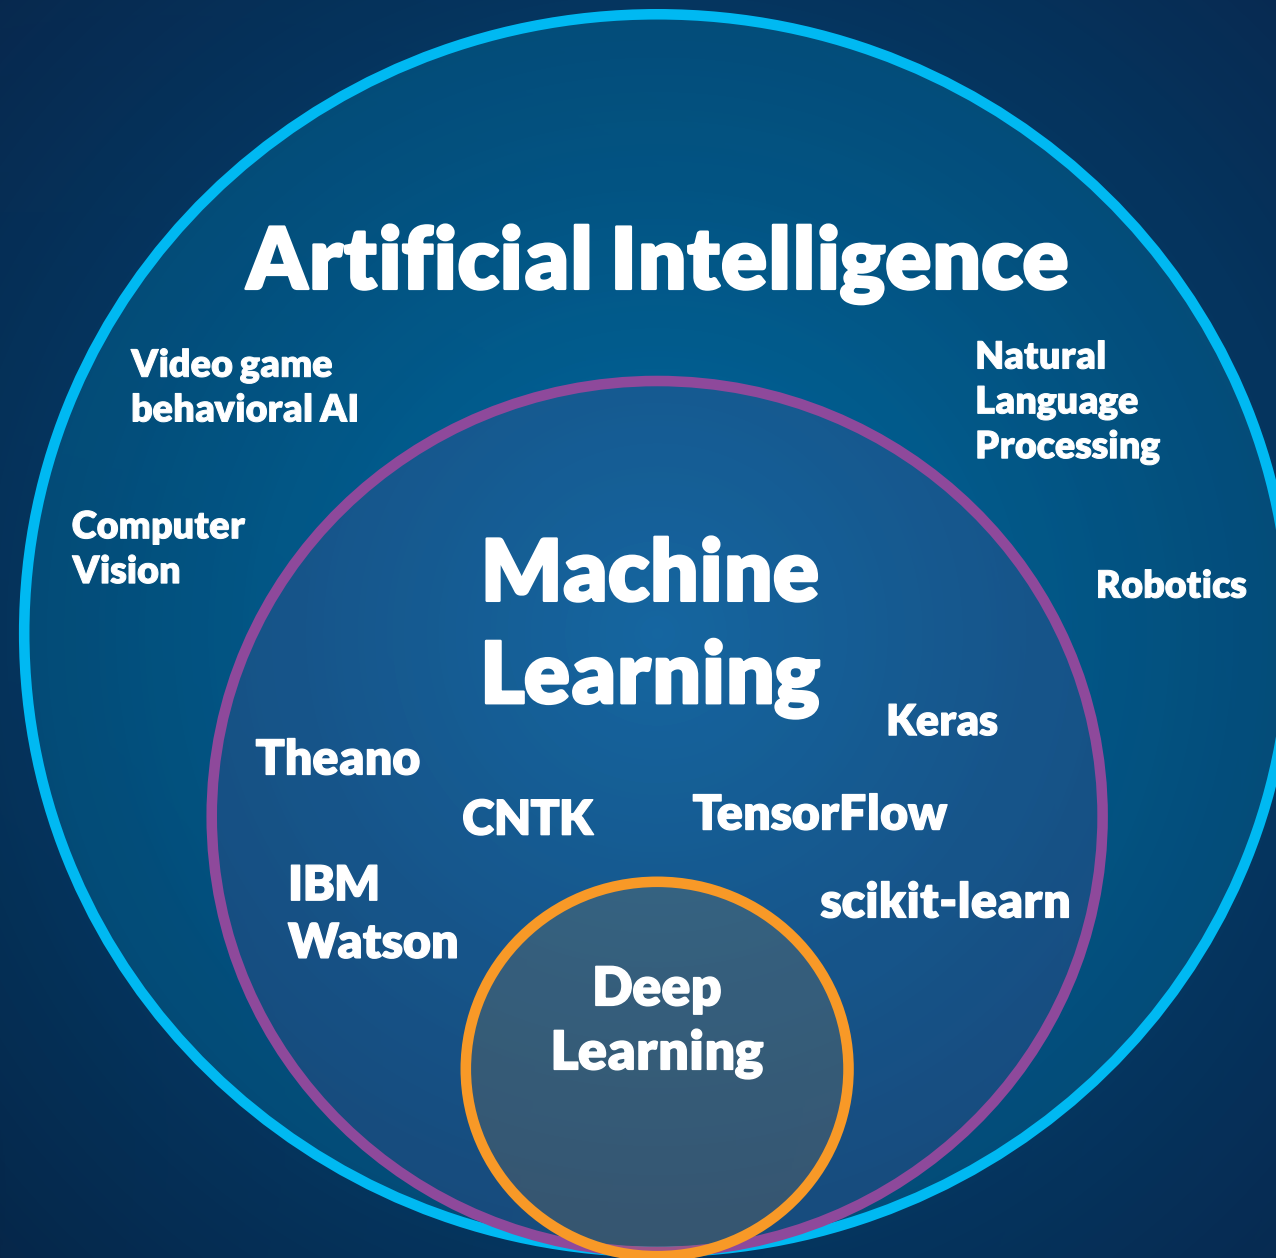 Artificial Intelligence
Video game
behavioral AI
Natural
Language
Processing
Computer
Vision
Robotics
Machine
Learning
Keras
Theano
CNTK
TensorFlow
IBM
Watson
scikit-learn
Deep
Learning